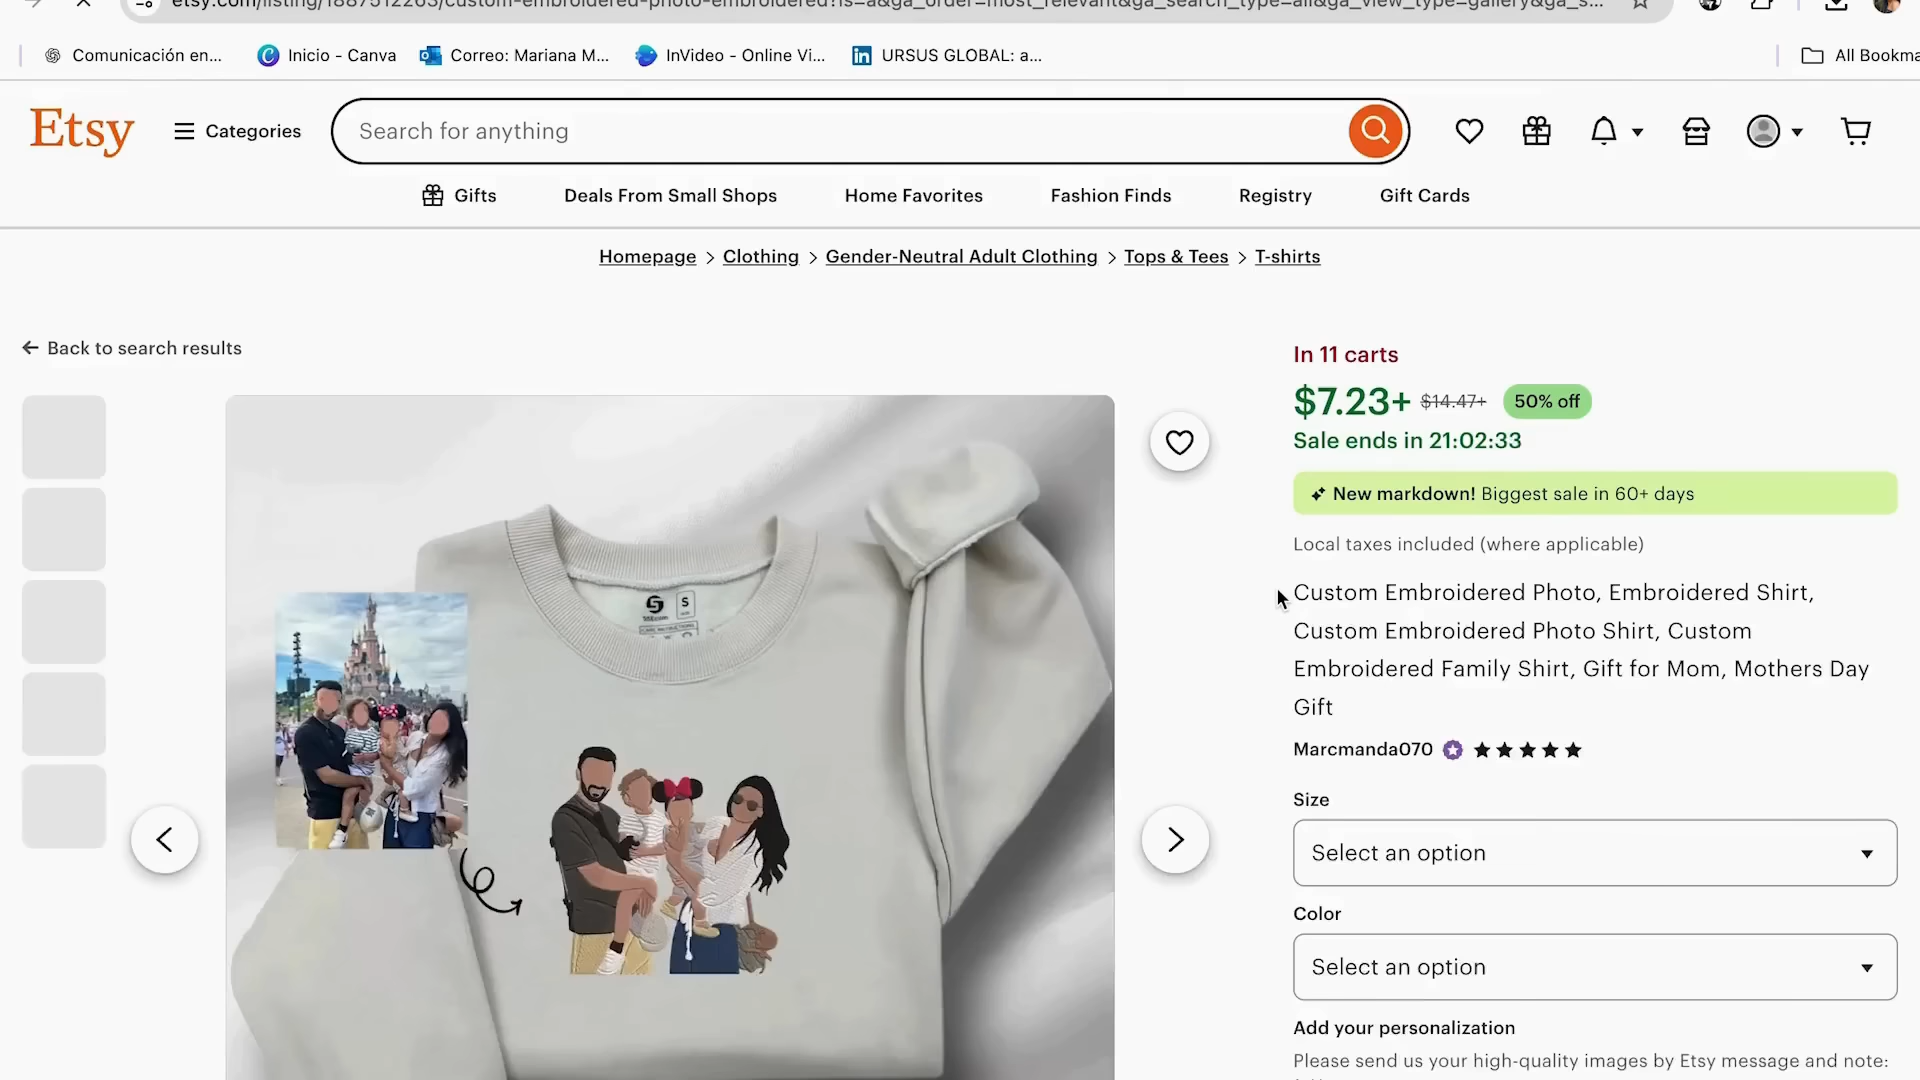 Comunicación en...
Inicio - Canva
Correo: Mariana M...
InVideo - Online Vi...
URSUS GLOBAL: a...
All Bookma
Etsy
Categories
Search for anything
Gifts
Deals From Small Shops
Home Favorites
Fashion Finds
Registry
Gift Cards
Homepage > Clothing > Gender-Neutral Adult Clothing > Tops & Tees > T-shirts
Back to search results
In 11 carts
$7.23+ $14.47+ 50% off
Sale ends in 21:02:33
New markdown! Biggest sale in 60+ days
Local taxes included (where applicable)
Custom Embroidered Photo, Embroidered Shirt,
Custom Embroidered Photo Shirt, Custom
Embroidered Family Shirt, Gift for Mom, Mothers Day
Gift
Marcmanda070
Size
Select an option
Color
Select an option
Add your personalization
Please send us your high-quality images by Etsy message and note:
S